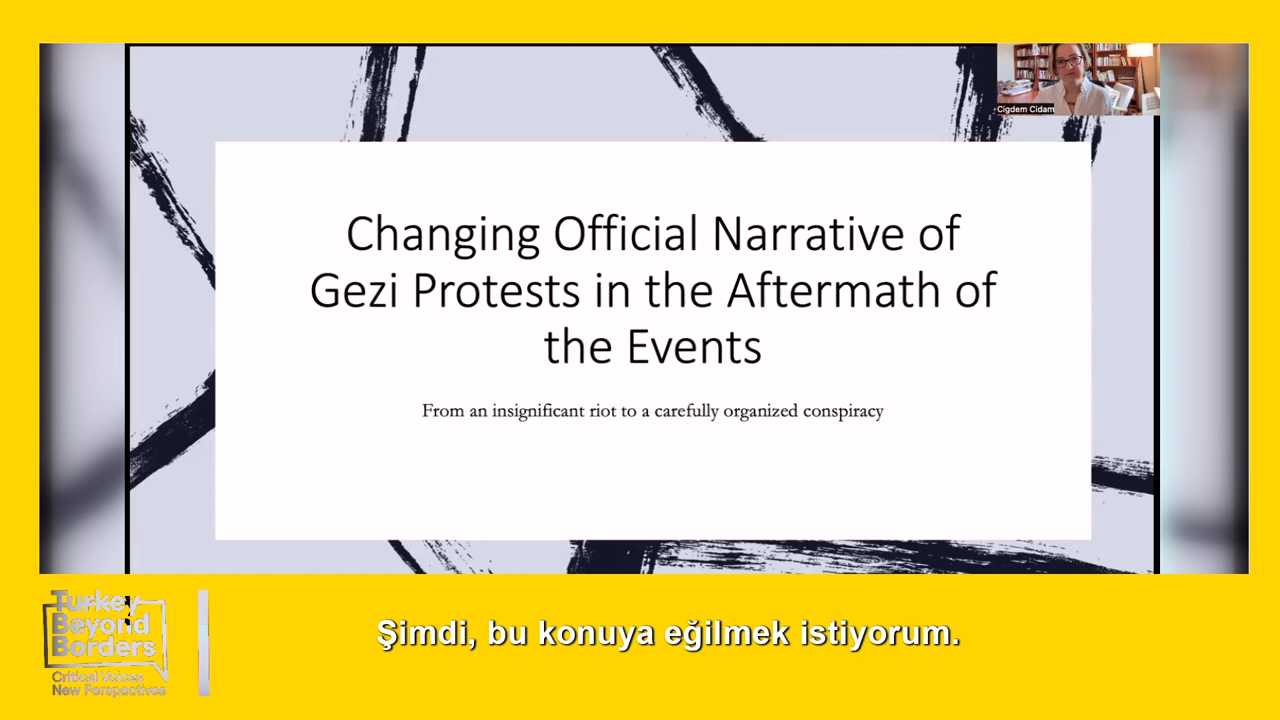 Cigdem Cidam
Changing Official Narrative of
Gezi Protests in the Aftermath of
the Events
From an insignificant riot to a carefully organized conspiracy
Turkey
Beyond
Borders
Critical Voices
New Perspectives
Şimdi, bu konuya eğilmek istiyorum.